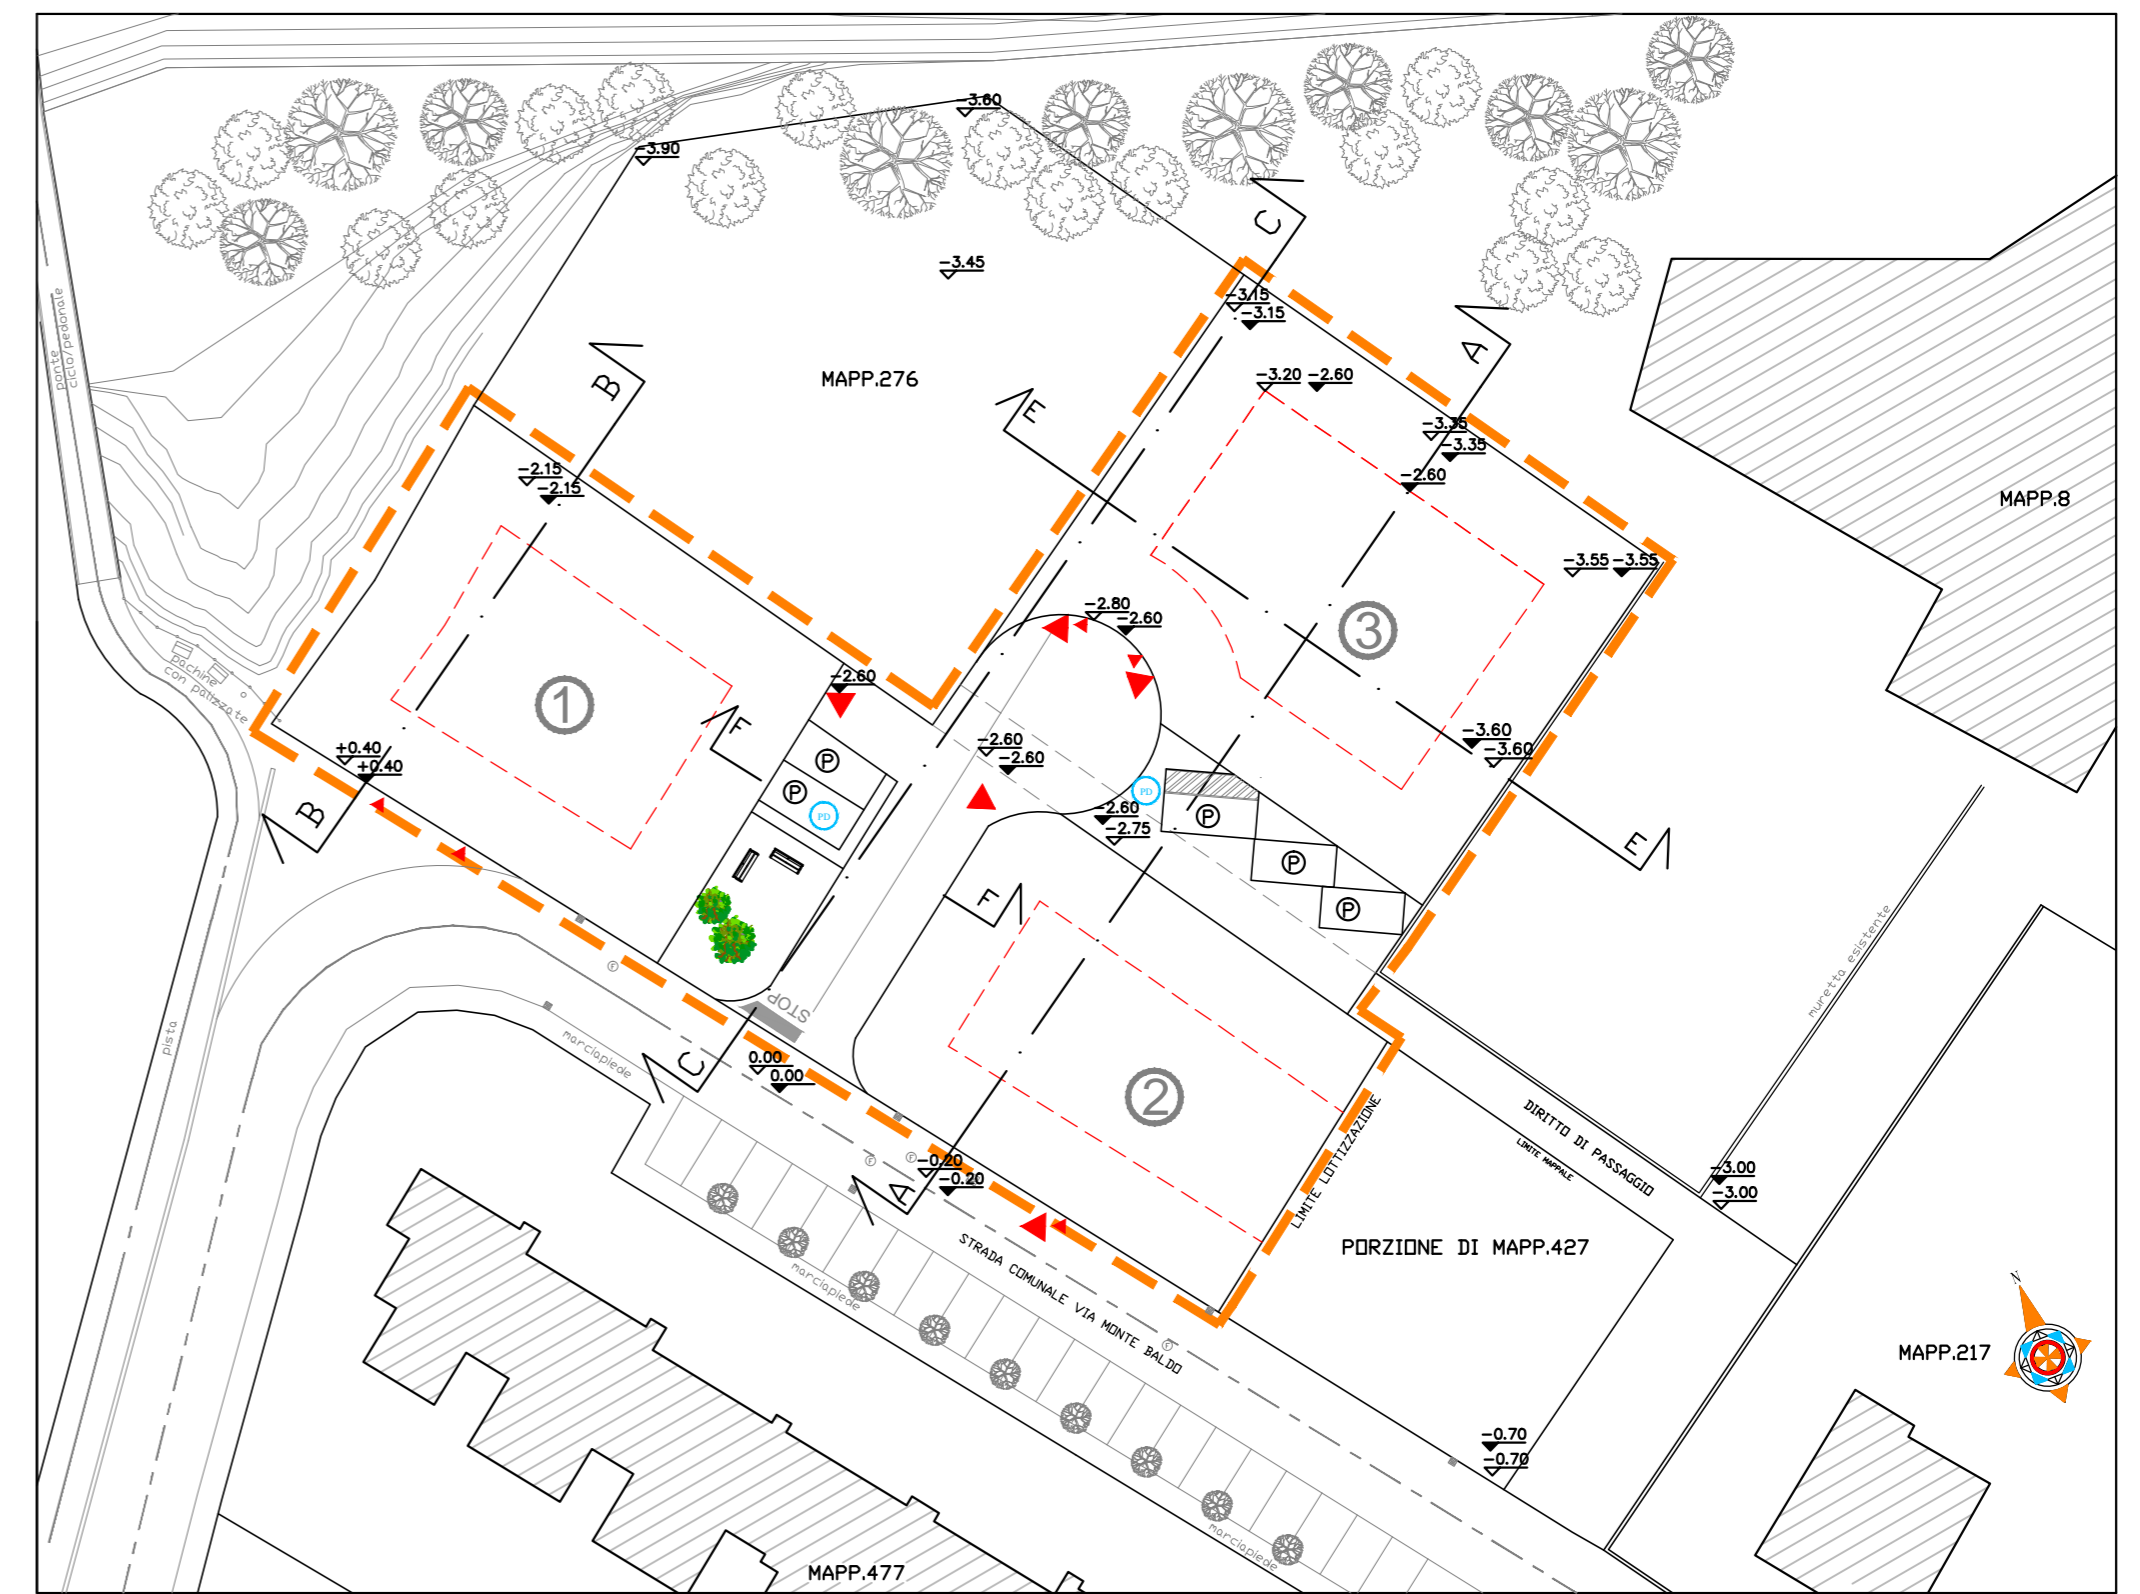 -3.60
-3.90
C
-3.45
-3.15
-3.15
ponte
ciclo/pedonale
A
B
MAPP.276
-3.20
-2.60
E
-3.35
-3.35
-2.15
-2.15
-2.60
MAPP.8
-3.55
-3.55
-2.80
-2.60
3
pachine
con palizzate
1
-2.60
F
-2.60
-2.60
-3.60
-3.60
+0.40
+0.40
P
P
PD
PD
-2.60
-2.75
P
P
P
B
E
F
muretta esistente
STOP
pista
marciapiede
C
0.00
0.00
2
LIMITE LOTTIZZAZIONE
DIRITTO DI PASSAGGIO
LIMITE MAPPALE
-0.20
-0.20
A
-3.00
-3.00
STRADA COMUNALE VIA MONTE BALDO
PORZIONE DI MAPP.427
marciapiede
N
MAPP.217
-0.70
-0.70
marciapiede
MAPP.477